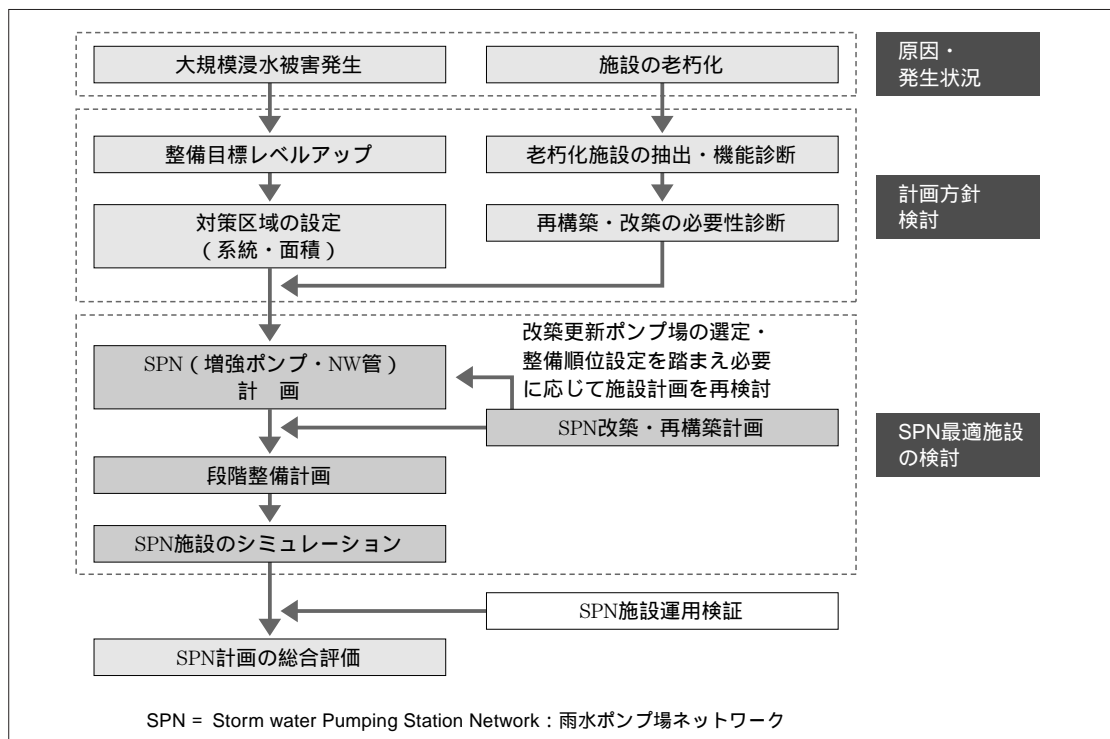 大規模浸水被害発生
施設の老朽化
原因・
発生状況
整備目標レベルアップ
老朽化施設の抽出・機能診断
対策区域の設定
(系統・面積)
再構築・改築の必要性診断
計画方針
検討
改築更新ポンプ場の選定・
整備順位設定を踏まえ必要
に応じて施設計画を再検討
SPN(増強ポンプ・NW管)
計 画
SPN改築・再構築計画
SPN最適施設
の検討
段階整備計画
SPN施設のシミュレーション
SPN施設運用検証
SPN計画の総合評価
SPN = Storm water Pumping Station Network:雨水ポンプ場ネットワーク